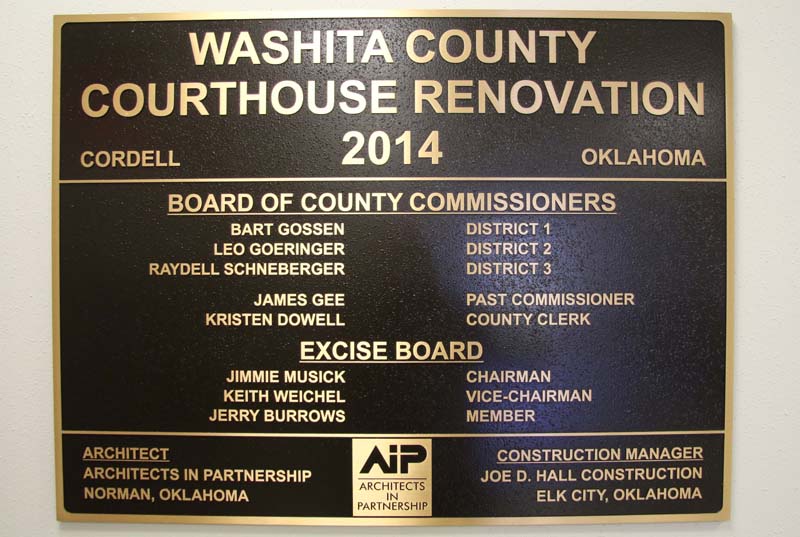 WASHITA COUNTY
COURTHOUSE RENOVATION
CORDELL 2014 OKLAHOMA
BOARD OF COUNTY COMMISSIONERS
BART GOSSEN DISTRICT 1
LEO GOERINGER DISTRICT 2
RAYDELL SCHNEBERGER DISTRICT 3
JAMES GEE PAST COMMISSIONER
KRISTEN DOWELL COUNTY CLERK
EXCISE BOARD
JIMMIE MUSICK CHAIRMAN
KEITH WEICHEL VICE-CHAIRMAN
JERRY BURROWS MEMBER
ARCHITECT
ARCHITECTS IN PARTNERSHIP
NORMAN, OKLAHOMA
AIP
ARCHITECTS
IN
PARTNERSHIP
CONSTRUCTION MANAGER
JOE D. HALL CONSTRUCTION
ELK CITY, OKLAHOMA